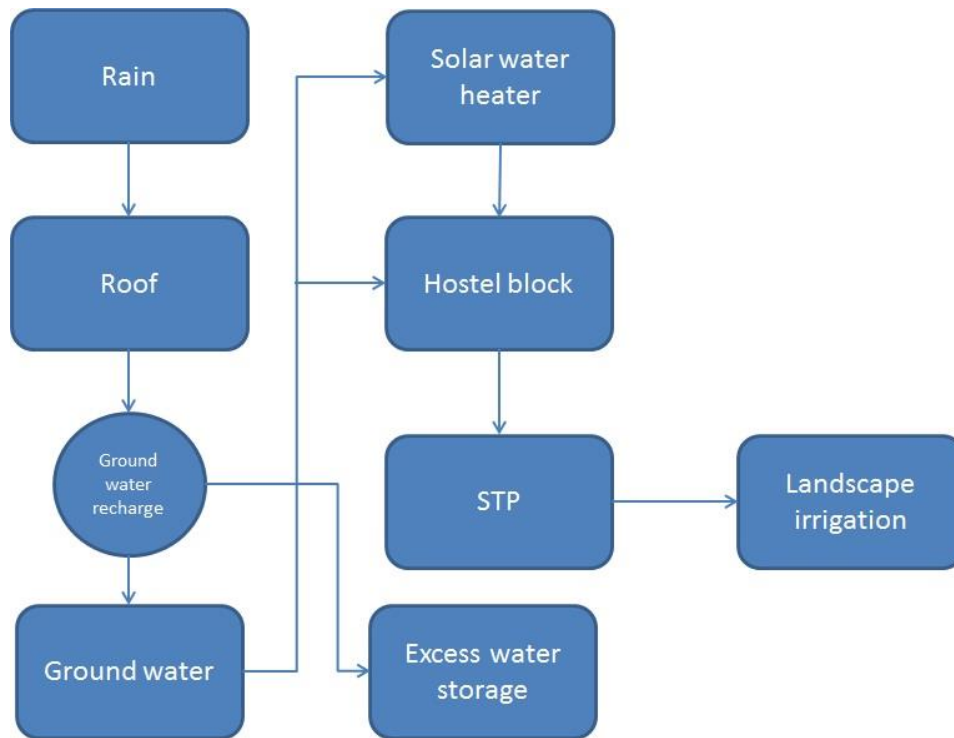 Rain
Roof
Ground
water
recharge
Ground water
Solar water
heater
Hostel block
STP
Landscape
irrigation
Excess water
storage